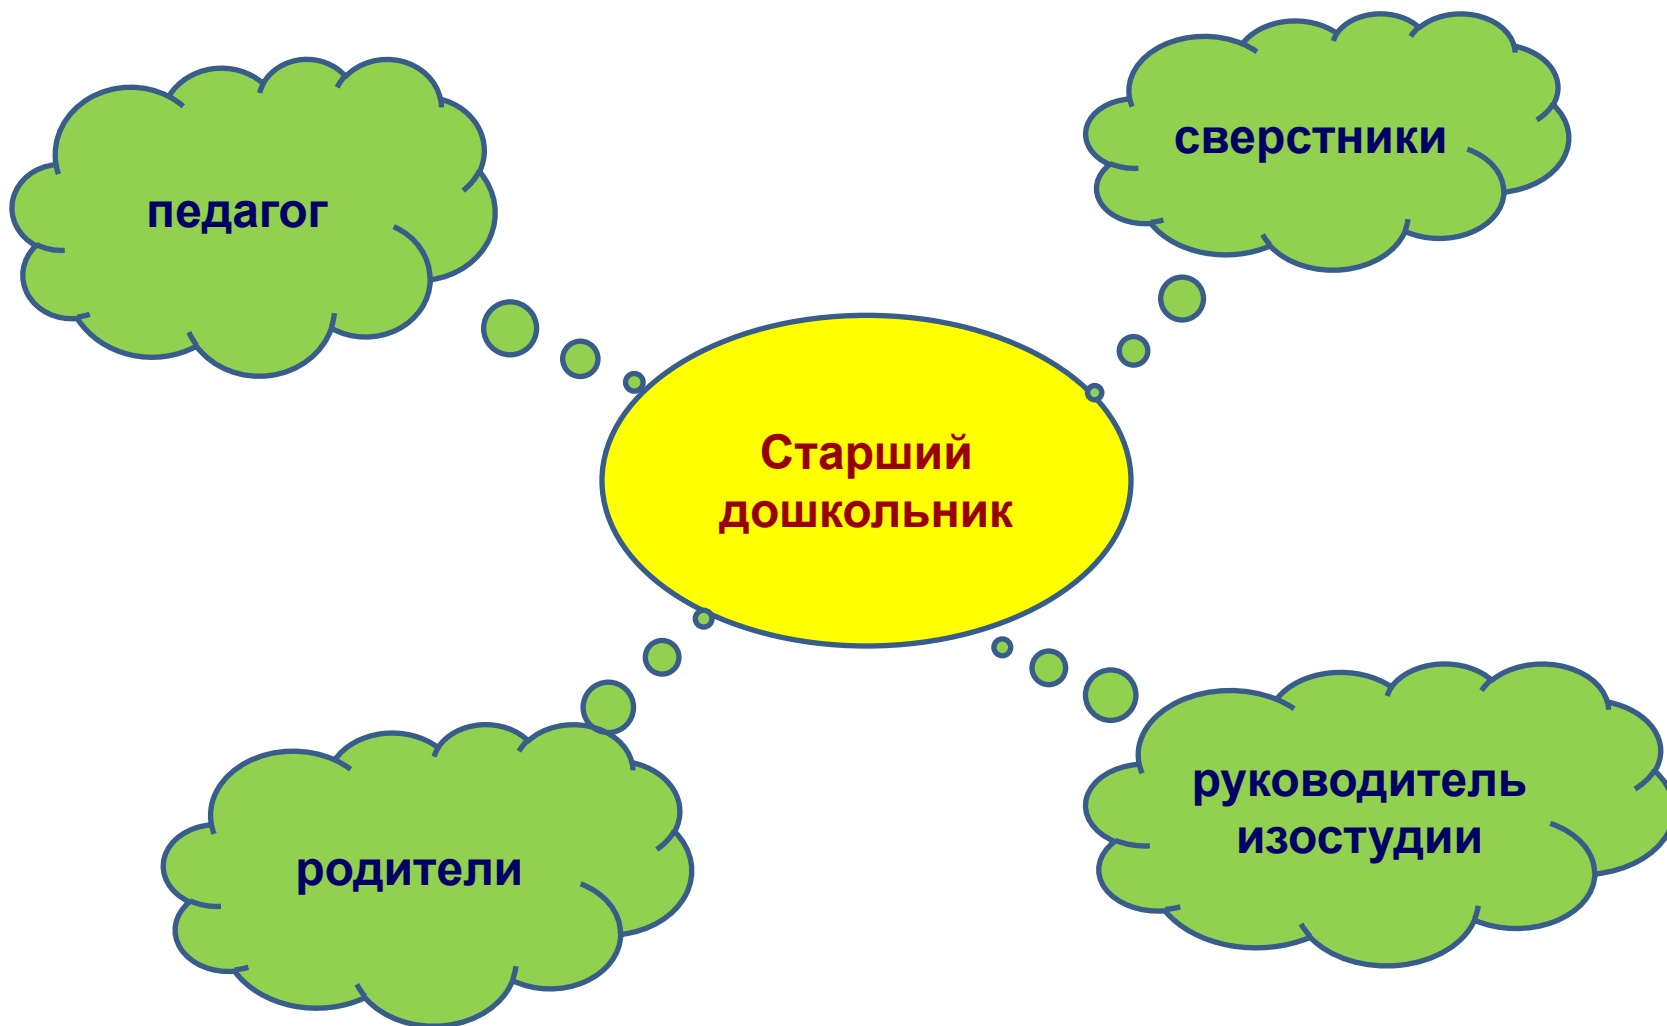 сверстники
педагог
Старший
дошкольник
руководитель
изостудии
родители